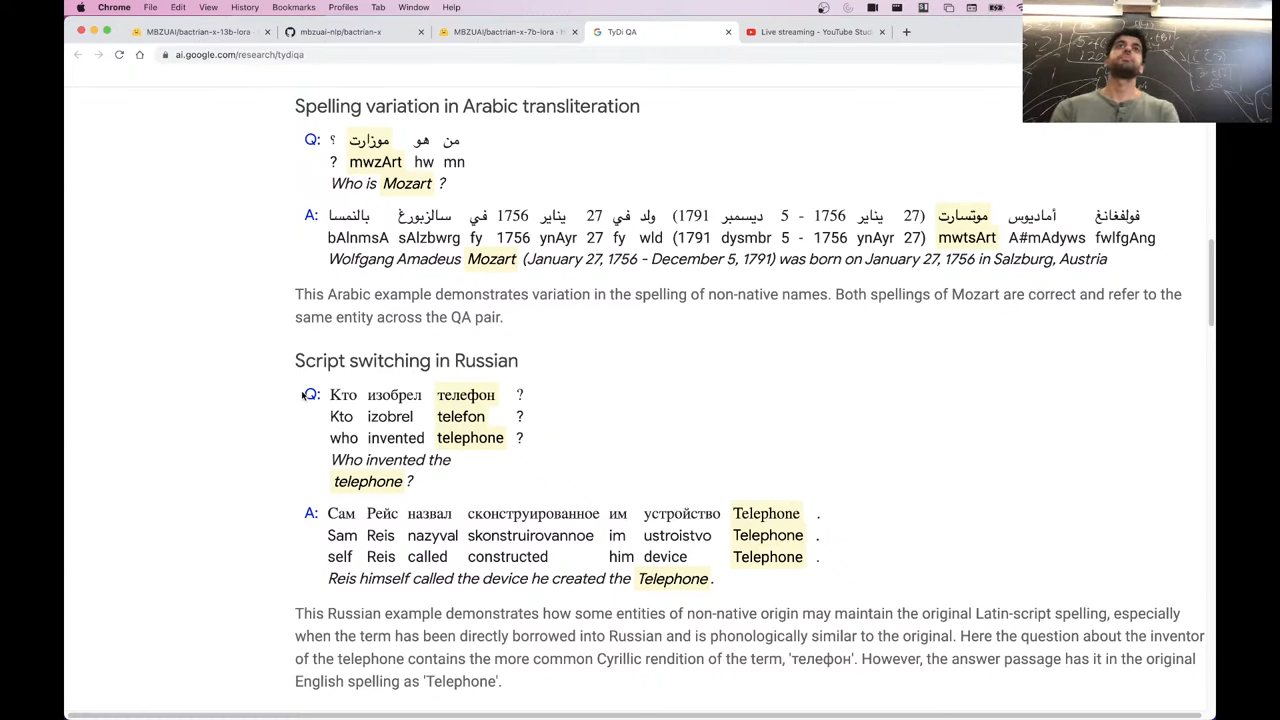 Chrome File Edit View History Bookmarks Profiles Tab Window Help
MBZUAI/bactrian-x-13b-lora · mbzuai-nlp/bactrian-x MBZUAI/bactrian-x-7b-lora · h TyDi QA Live streaming - YouTube Stud
ai.google.com/research/tydiqa
Spelling variation in Arabic transliteration
Q: من هو موزارت ؟
? mwzArt hw mn
Who is Mozart ?
A: فولفغانغ أماديوس موتسارت (27 يناير 1756 - 5 ديسمبر 1791) ولد في 27 يناير 1756 في سالزبورغ بالنمسا
bAlnmsA sAlzbwrg fy 1756 ynAyr 27 fy wld (1791 dysmbr 5 - 1756 ynAyr 27) mwtsArt A#mAdyws fwlfgAng
Wolfgang Amadeus Mozart (January 27, 1756 - December 5, 1791) was born on January 27, 1756 in Salzburg, Austria
This Arabic example demonstrates variation in the spelling of non-native names. Both spellings of Mozart are correct and refer to the
same entity across the QA pair.
Script switching in Russian
Q: Кто изобрел телефон ?
Kto izobrel telefon ?
who invented telephone ?
Who invented the
telephone ?
A: Сам Рейс назвал сконструированное им устройство Telephone .
Sam Reis nazyval skonstruirovannoe im ustroistvo Telephone .
self Reis called constructed him device Telephone .
Reis himself called the device he created the Telephone .
This Russian example demonstrates how some entities of non-native origin may maintain the original Latin-script spelling, especially
when the term has been directly borrowed into Russian and is phonologically similar to the original. Here the question about the inventor
of the telephone contains the more common Cyrillic rendition of the term, 'телефон'. However, the answer passage has it in the original
English spelling as 'Telephone'.